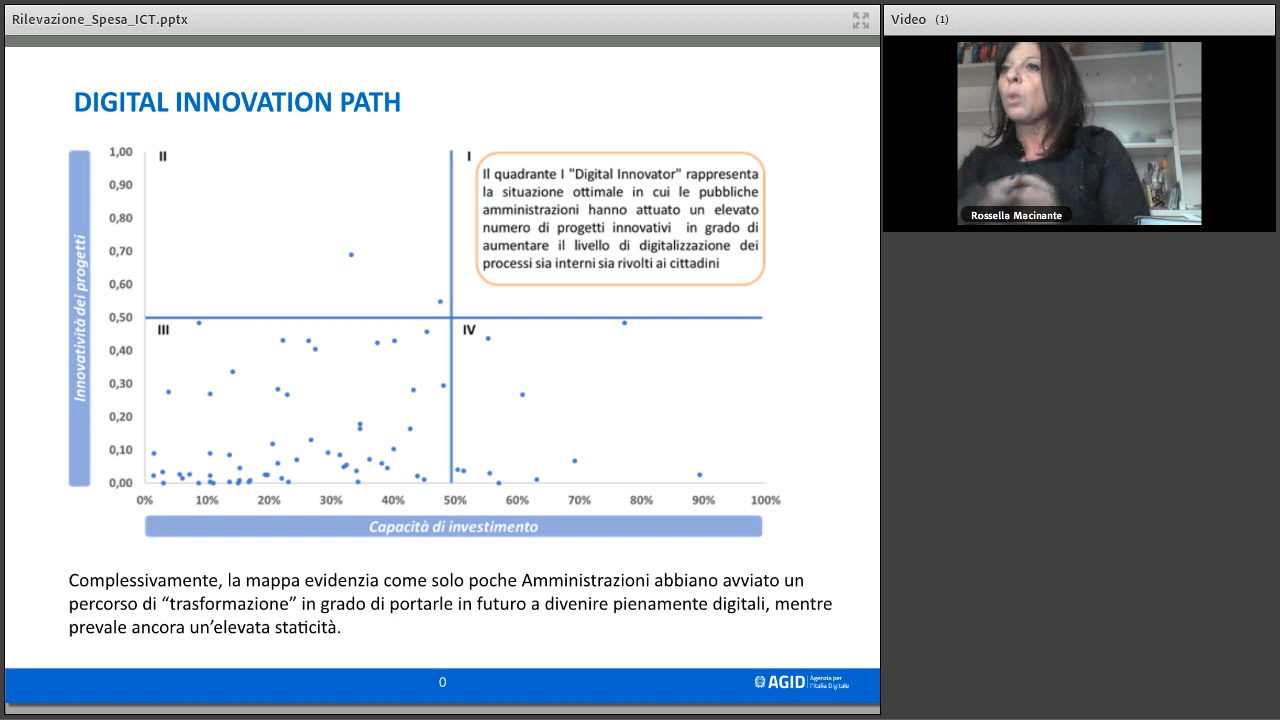 Rilevazione_Spesa_ICT.pptx
Video (1)
Rossella Macinante
DIGITAL INNOVATION PATH
Innovatività dei progetti
1,00
0,90
0,80
0,70
0,60
0,50
0,40
0,30
0,20
0,10
0,00
II
I
III
IV
Il quadrante I "Digital Innovator" rappresenta
la situazione ottimale in cui le pubbliche
amministrazioni hanno attuato un elevato
numero di progetti innovativi in grado di
aumentare il livello di digitalizzazione dei
processi sia interni sia rivolti ai cittadini
0% 10% 20% 30% 40% 50% 60% 70% 80% 90% 100%
Capacità di investimento
Complessivamente, la mappa evidenzia come solo poche Amministrazioni abbiano avviato un
percorso di “trasformazione” in grado di portarle in futuro a divenire pienamente digitali, mentre
prevale ancora un’elevata staticità.
0
AGID
Agenzia per
l'Italia Digitale